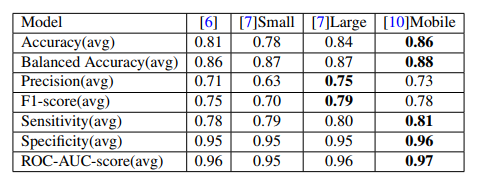 Model [6] [7]Small [7]Large [10]Mobile
Accuracy(avg) 0.81 0.78 0.84 0.86
Balanced Accuracy(avg) 0.86 0.87 0.87 0.88
Precision(avg) 0.71 0.63 0.75 0.73
F1-score(avg) 0.75 0.70 0.79 0.78
Sensitivity(avg) 0.78 0.79 0.80 0.81
Specificity(avg) 0.95 0.95 0.95 0.96
ROC-AUC-score(avg) 0.96 0.95 0.96 0.97